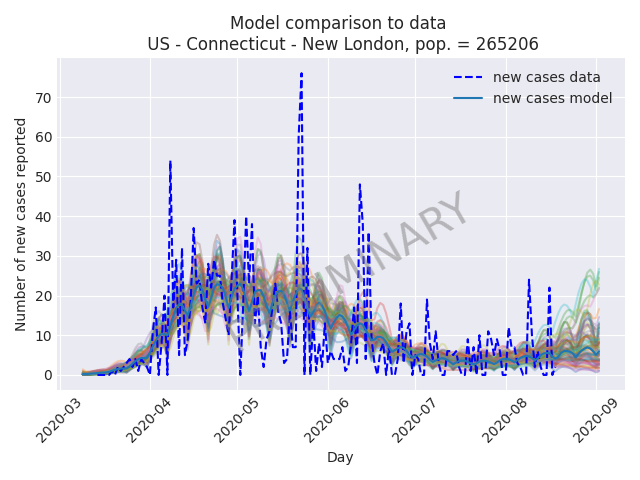 Model comparison to data
US - Connecticut - New London, pop. = 265206
new cases data
new cases model
Number of new cases reported
70
60
50
40
30
20
10
0
2020-03
2020-04
2020-05
2020-06
2020-07
2020-08
2020-09
Day